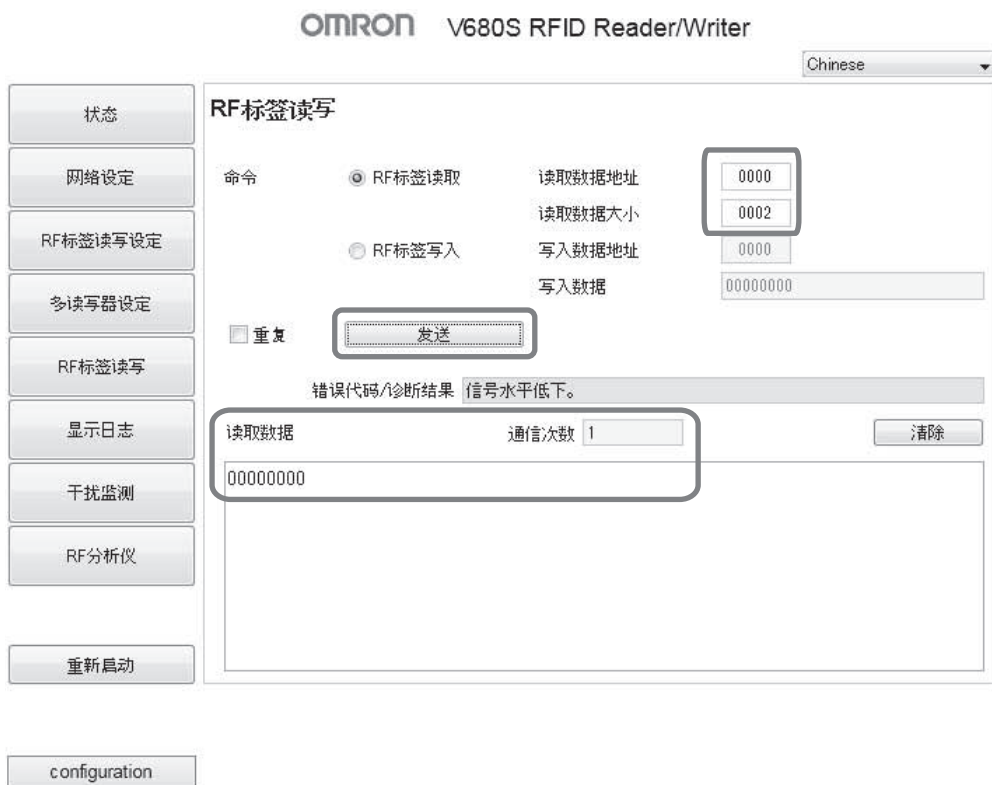 OMRON V680S RFID Reader/Writer
Chinese
状态
网络设定
RF标签读写设定
多读写器设定
RF标签读写
显示日志
干扰监测
RF分析仪
重新启动
configuration
RF标签读写
命令 RF标签读取 读取数据地址 0000
读取数据大小 0002
RF标签写入 写入数据地址 0000
写入数据 00000000
重复 发送
错误代码/诊断结果 信号水平低下。
读取数据 通信次数 1 清除
00000000